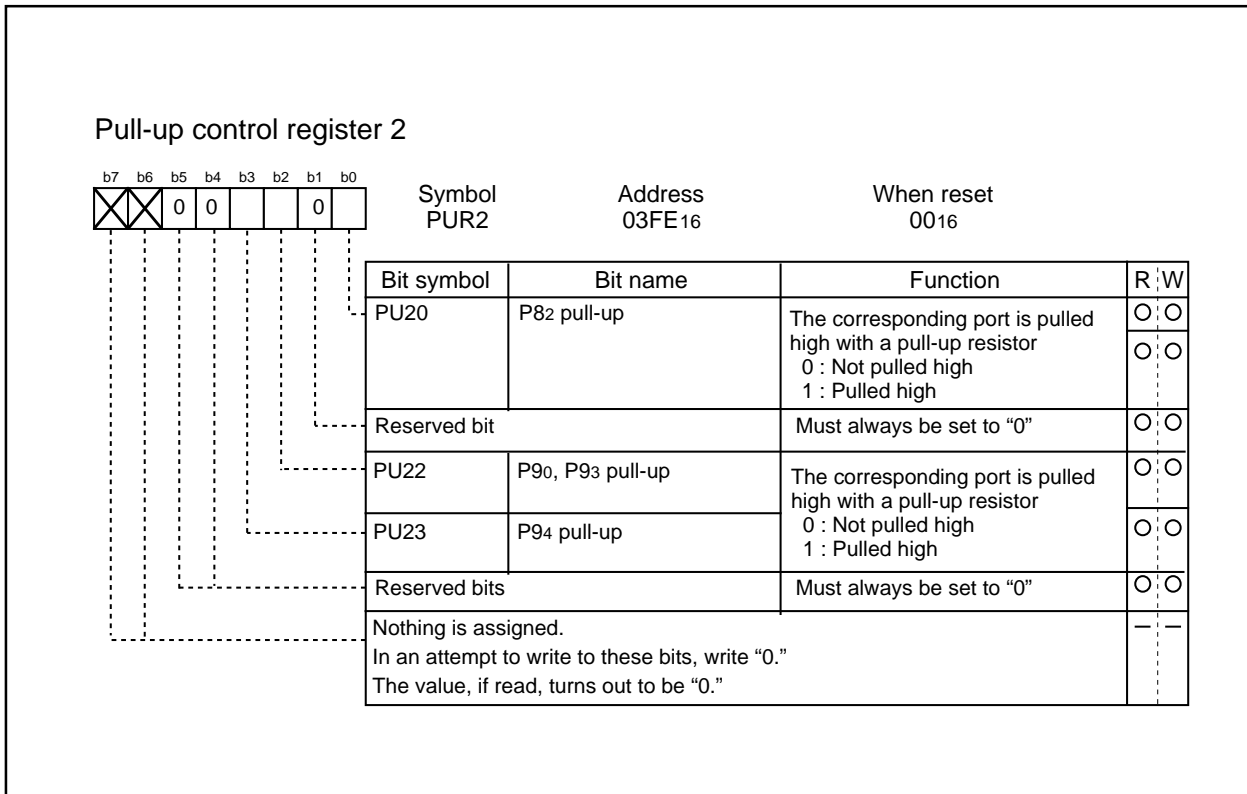 Pull-up control register 2
b7 b6 b5 b4 b3 b2 b1 b0
0 0 0
Symbol Address When reset
PUR2 03FE16 0016
Bit symbol Bit name Function R W
PU20 P82 pull-up The corresponding port is pulled
high with a pull-up resistor
0 : Not pulled high
1 : Pulled high
Reserved bit Must always be set to “0”
PU22 P90, P93 pull-up The corresponding port is pulled
high with a pull-up resistor
PU23 P94 pull-up 0 : Not pulled high
1 : Pulled high
Reserved bits Must always be set to “0”
Nothing is assigned. – –
In an attempt to write to these bits, write “0.”
The value, if read, turns out to be “0.”